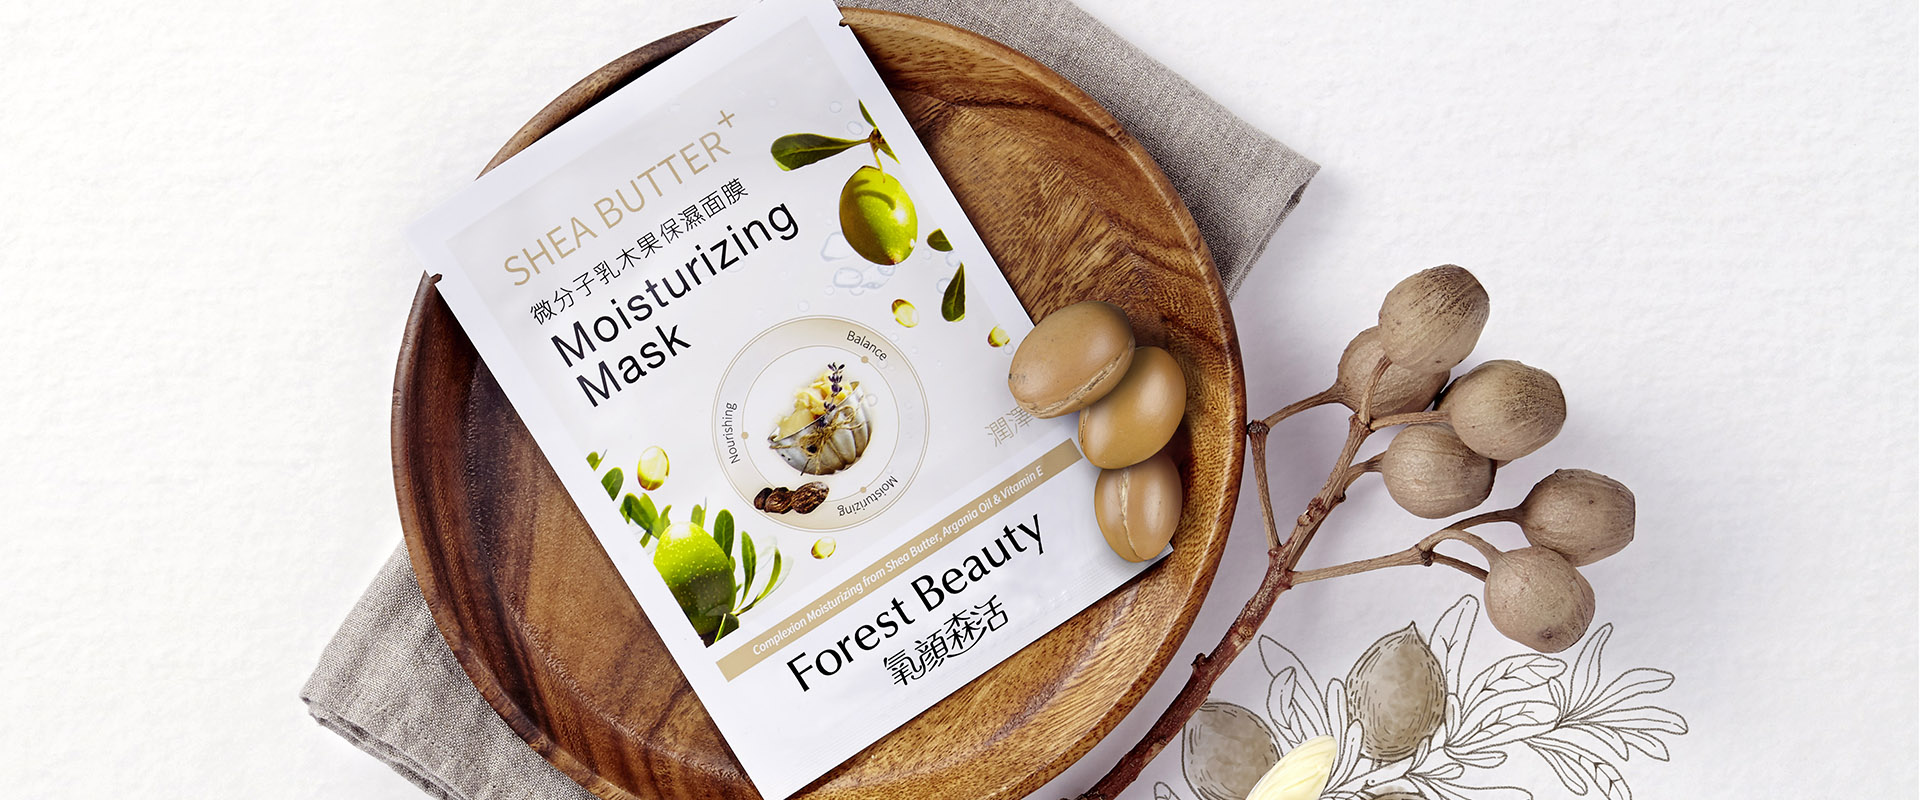 SHEA BUTTER+
微分子乳木果保濕面膜
Moisturizing
Mask
Balance
Nourishing
Moisturizing
潤澤
Complexion Moisturizing from Shea Butter, Argania Oil & Vitamin E
Forest Beauty
氧顏森活